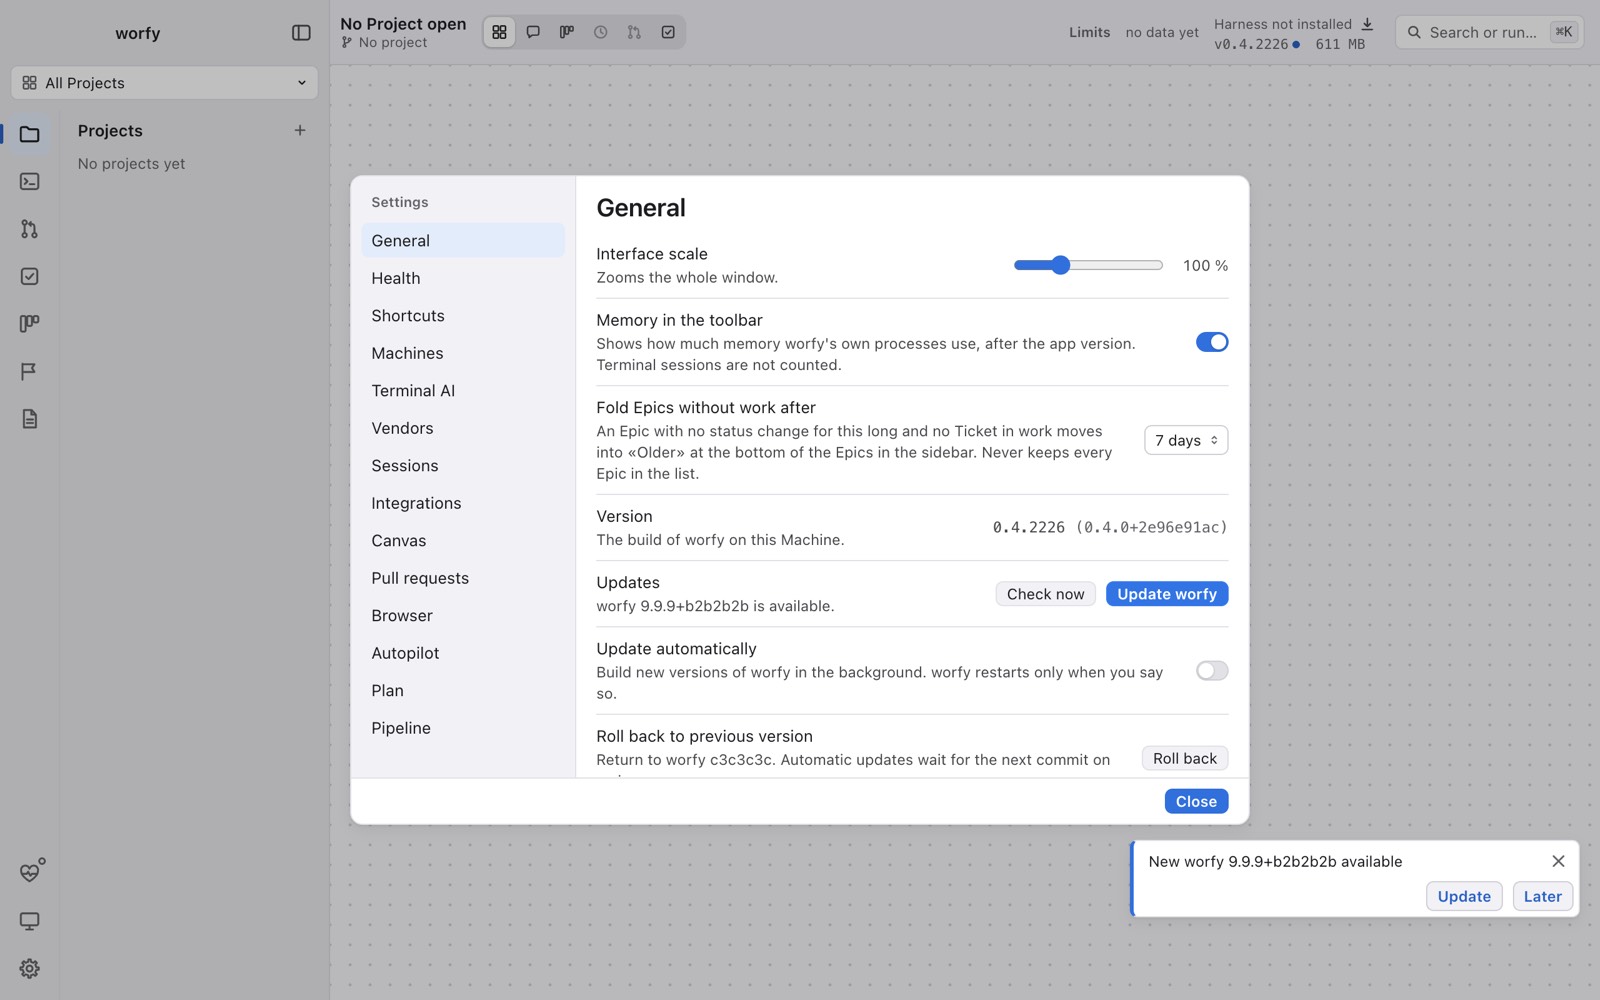 worfy
No Project open
No project
Limits
no data yet
Harness not installed
v0.4.2226
611 MB
Search or run...
⌘K
All Projects
Projects
No projects yet
Settings
General
Health
Shortcuts
Machines
Terminal AI
Vendors
Sessions
Integrations
Canvas
Pull requests
Browser
Autopilot
Plan
Pipeline
General
Interface scale
Zooms the whole window.
100 %
Memory in the toolbar
Shows how much memory worfy's own processes use, after the app version.
Terminal sessions are not counted.
Fold Epics without work after
An Epic with no status change for this long and no Ticket in work moves
into «Older» at the bottom of the Epics in the sidebar. Never keeps every
Epic in the list.
7 days
Version
The build of worfy on this Machine.
0.4.2226 (0.4.0+2e96e91ac)
Updates
worfy 9.9.9+b2b2b2b is available.
Check now
Update worfy
Update automatically
Build new versions of worfy in the background. worfy restarts only when you say
so.
Roll back to previous version
Return to worfy c3c3c3c. Automatic updates wait for the next commit on
Roll back
Close
New worfy 9.9.9+b2b2b2b available
Update
Later